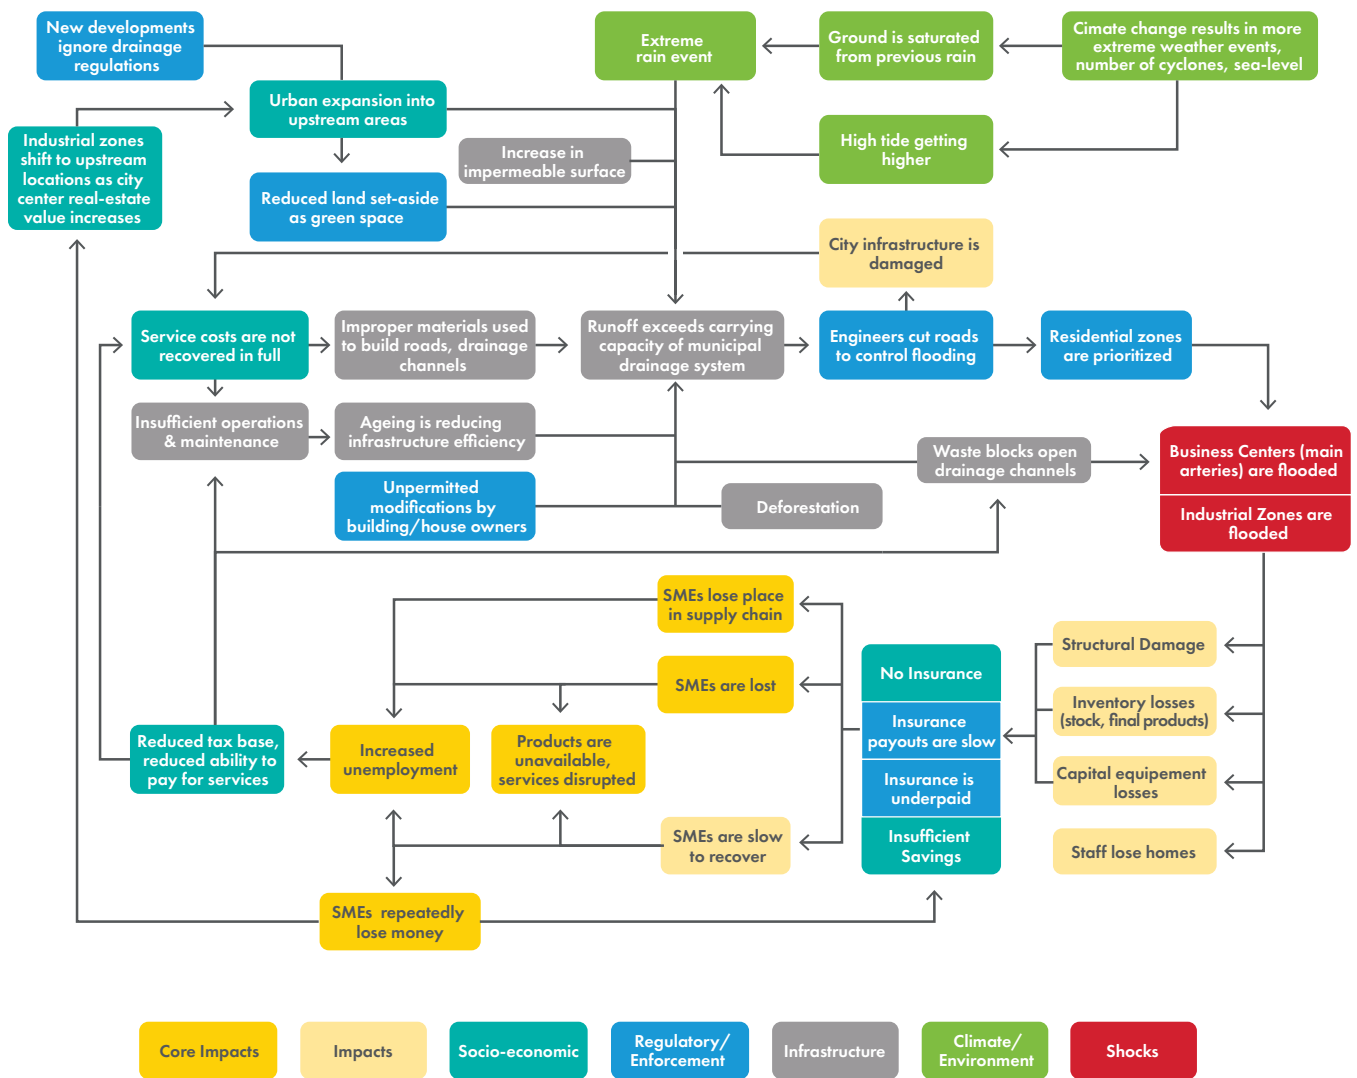 New developments
ignore drainage
regulations
Extreme
rain event
Ground is saturated
from previous rain
Cimate change results in more
extreme weather events,
number of cyclones, sea-level
Urban expansion into
upstream areas
Industrial zones
shift to upstream
locations as city
center real-estate
value increases
Increase in
impermeable surface
High tide getting
higher
Reduced land set-aside
as green space
City infrastructure is
damaged
Service costs are not
recovered in full
Improper materials used
to build roads, drainage
channels
Runoff exceeds carrying
capacity of municipal
drainage system
Engineers cut roads
to control flooding
Residential zones
are prioritized
Insufficient operations
& maintenance
Ageing is reducing
infrastructure efficiency
Waste blocks open
drainage channels
Business Centers (main
arteries) are flooded
Industrial Zones are
flooded
Unpermitted
modifications by
building/house owners
Deforestation
SMEs lose place
in supply chain
SMEs are lost
No Insurance
Insurance
payouts are slow
Insurance is
underpaid
Insufficient
Savings
Structural Damage
Inventory losses
(stock, final products)
Capital equipement
losses
Staff lose homes
Reduced tax base,
reduced ability to
pay for services
Increased
unemployment
Products are
unavailable,
services disrupted
SMEs are slow
to recover
SMEs repeatedly
lose money
Core Impacts
Impacts
Socio-economic
Regulatory/
Enforcement
Infrastructure
Climate/
Environment
Shocks